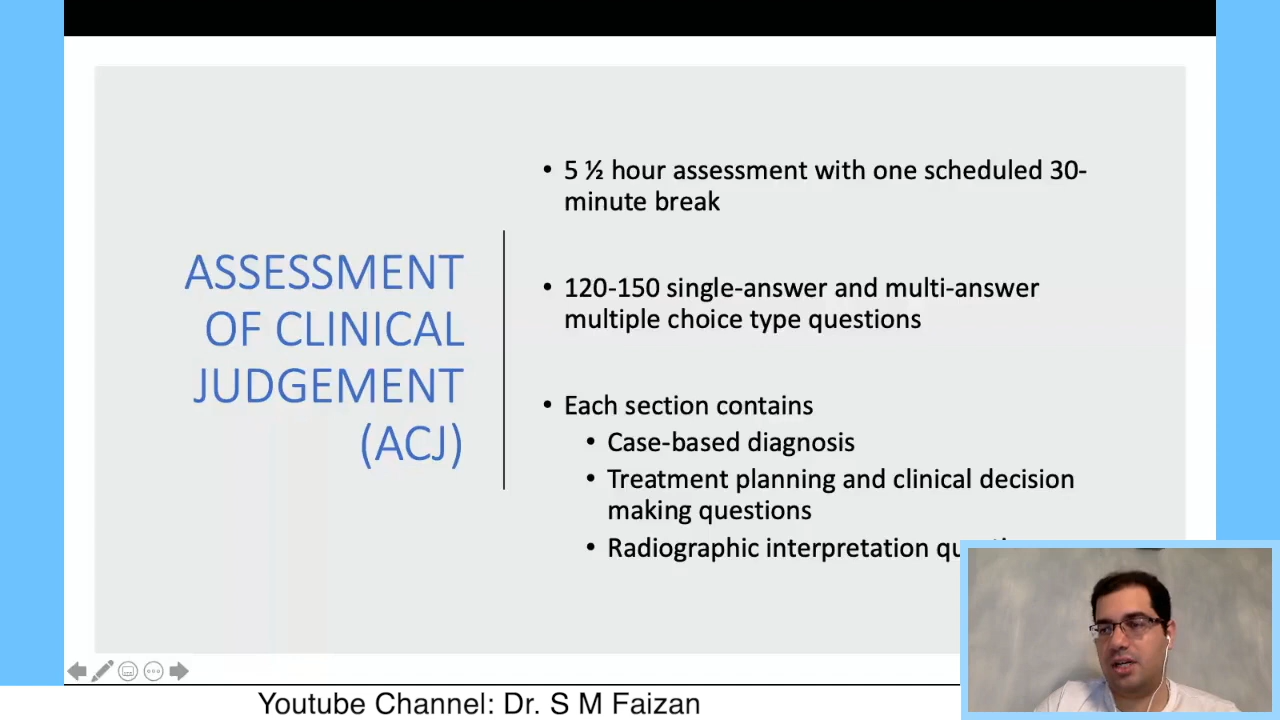 ASSESSMENT
OF CLINICAL
JUDGEMENT
(ACJ)
• 5 ½ hour assessment with one scheduled 30-
minute break
• 120-150 single-answer and multi-answer
multiple choice type questions
• Each section contains
• Case-based diagnosis
• Treatment planning and clinical decision
making questions
• Radiographic interpretation
Youtube Channel: Dr. S M Faizan